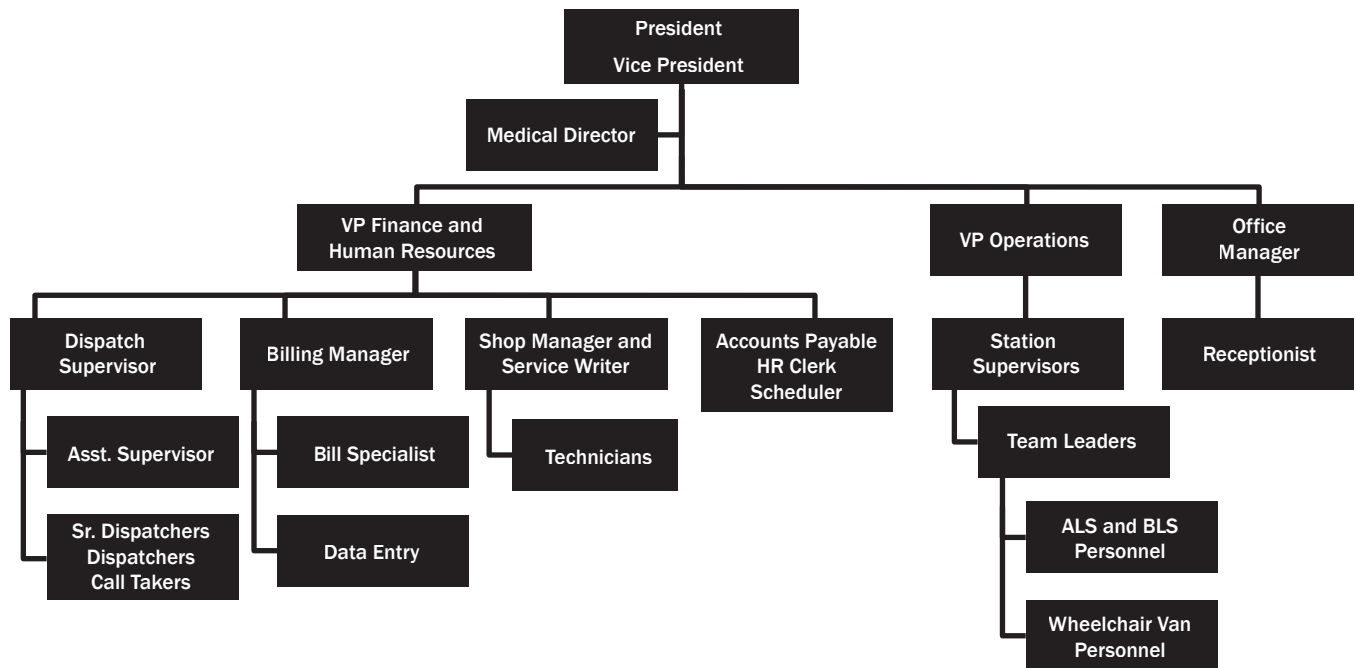 President
Vice President
Medical Director
VP Finance and
Human Resources
VP Operations
Office
Manager
Dispatch
Supervisor
Billing Manager
Shop Manager and
Service Writer
Accounts Payable
HR Clerk
Scheduler
Station
Supervisors
Receptionist
Asst. Supervisor
Bill Specialist
Technicians
Team Leaders
Sr. Dispatchers
Dispatchers
Call Takers
Data Entry
ALS and BLS
Personnel
Wheelchair Van
Personnel